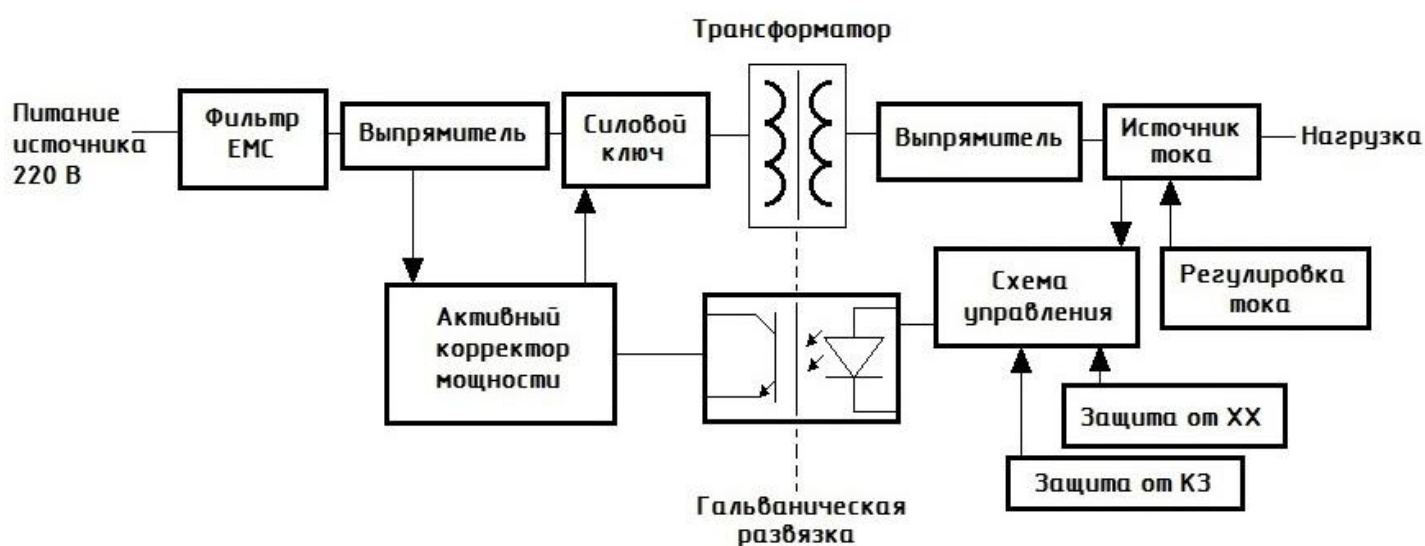 Трансформатор
Питание
источника
220 В
Фильтр
ЕМС
Выпрямитель
Силовой
ключ
Выпрямитель
Источник
тока
Нагрузка
Активный
корректор
мощности
Схема
управления
Регулировка
тока
Защита от ХХ
Защита от КЗ
Гальваническая
развязка